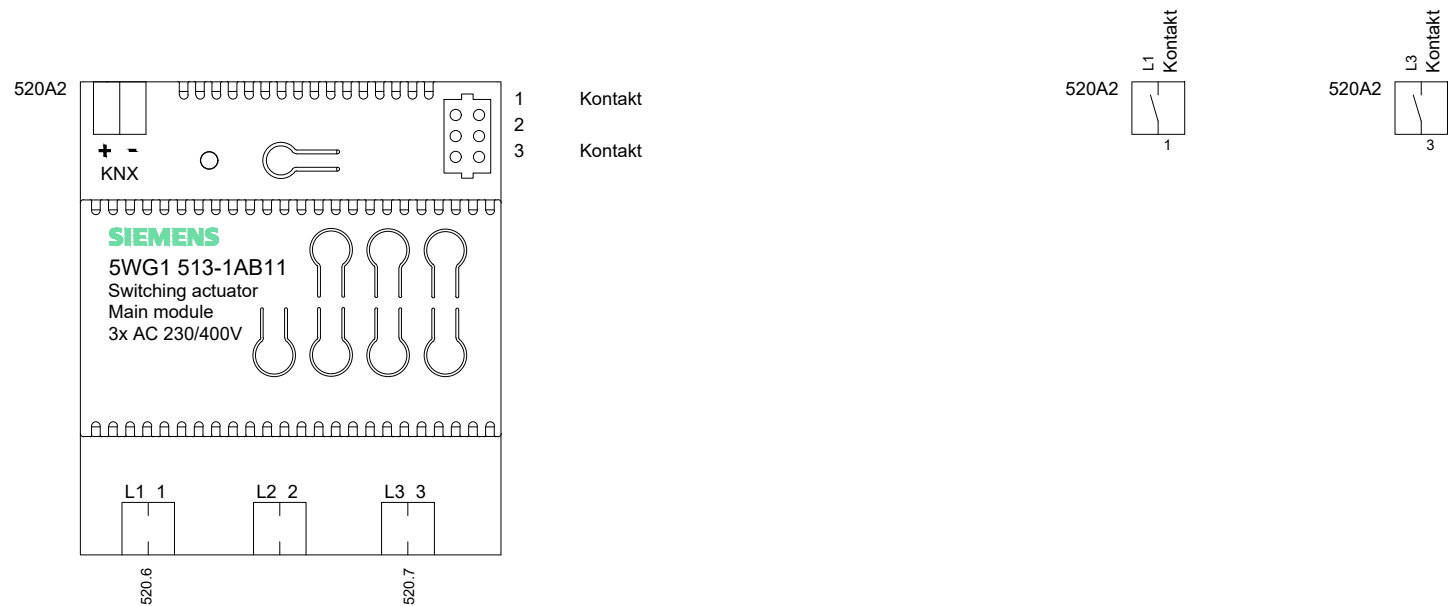 520A2
1 Kontakt
2
3 Kontakt
+ -
KNX
SIEMENS
5WG1 513-1AB11
Switching actuator
Main module
3x AC 230/400V
L1 1
L2 2
L3 3
520.6
520.7
520A2
L1
Kontakt
1
520A2
L3
Kontakt
3